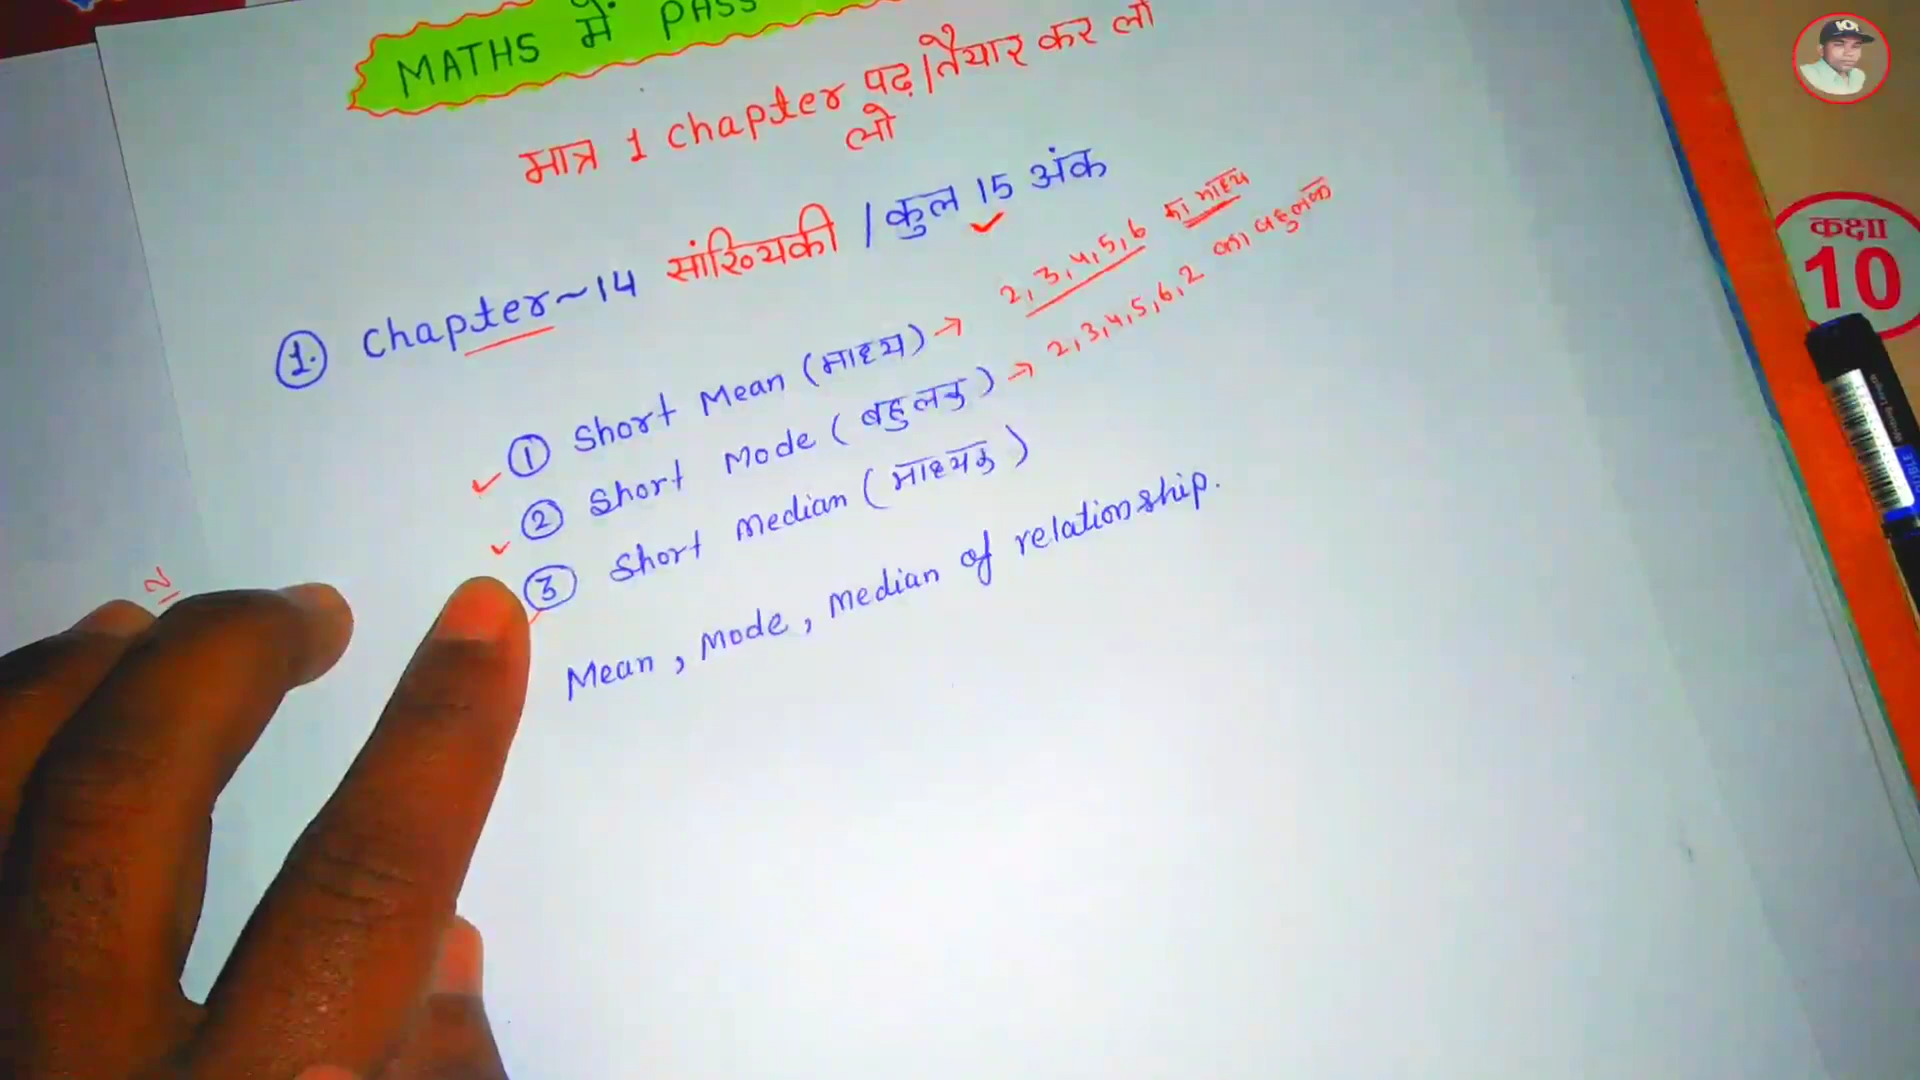 MATHS में PASS
मात्र 1 chapter पढ़/तैयार कर लो
लो
1. Chapter~14 सांख्यिकी / कुल 15 अंक
① Short Mean (माध्य) → 2, 3, 4, 5, 6 का माध्य
② Short Mode (बहुलक) → 2, 3, 4, 5, 6, 2 का बहुलक
③ Short Median (माध्यक)
Mean, Mode, Median of relationship.
कक्षा
10